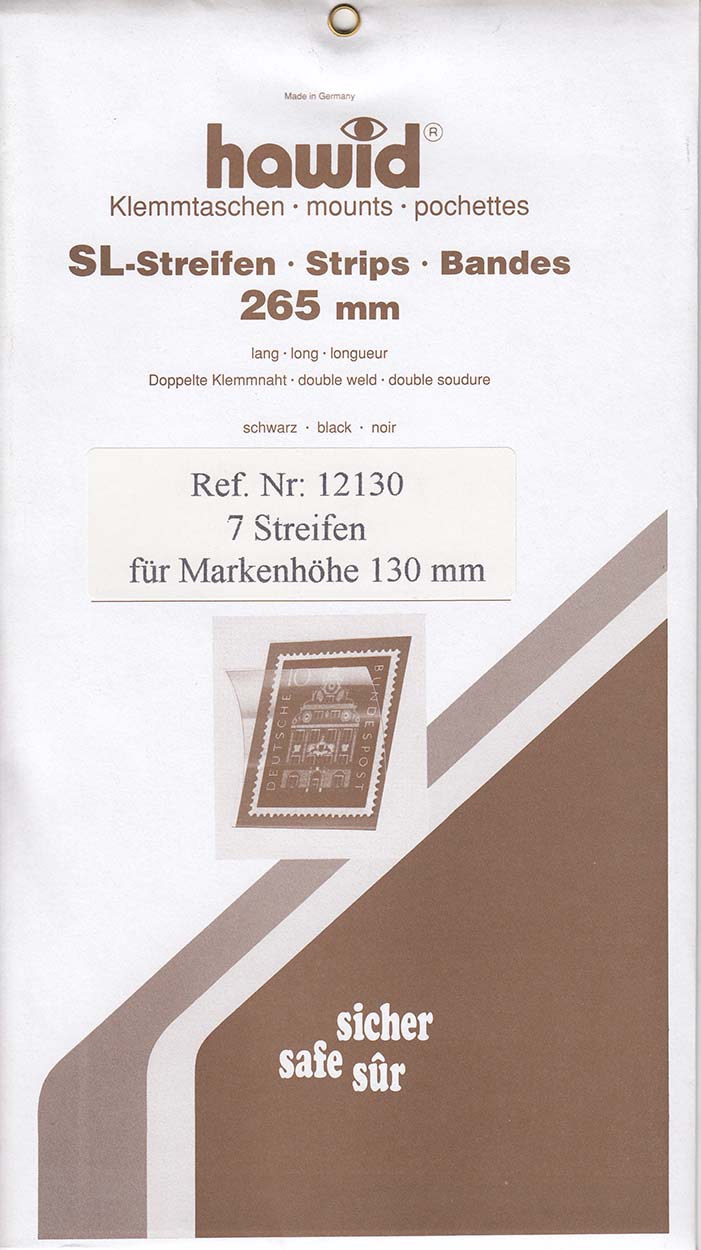 Made in Germany
hawid®
Klemmtaschen · mounts · pochettes
SL-Streifen · Strips · Bandes
265 mm
lang · long · longueur
Doppelte Klemmnaht · double weld · double soudure
schwarz · black · noir
Ref. Nr: 12130
7 Streifen
für Markenhöhe 130 mm
10
DEUTSCHE
BUNDESPOST
sicher
safe sûr